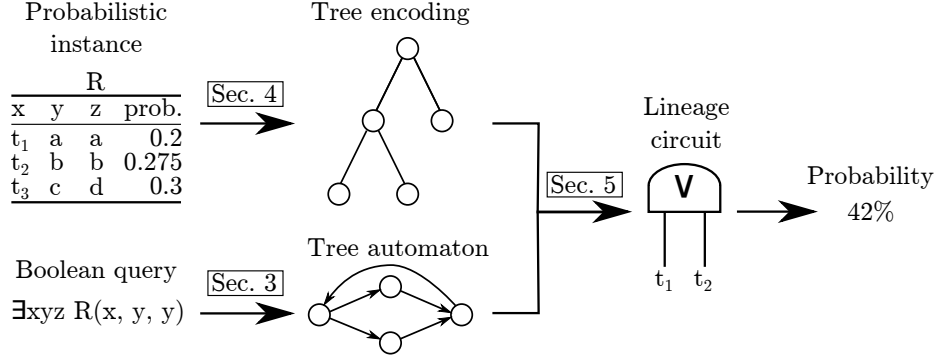 Probabilistic
instance
R
x y z prob.
t₁ a a 0.2
t₂ b b 0.275
t₃ c d 0.3
Sec. 4
Tree encoding
Boolean query
∃xyz R(x, y, y)
Sec. 3
Tree automaton
Sec. 5
Lineage
circuit
V
t₁ t₂
Probability
42%